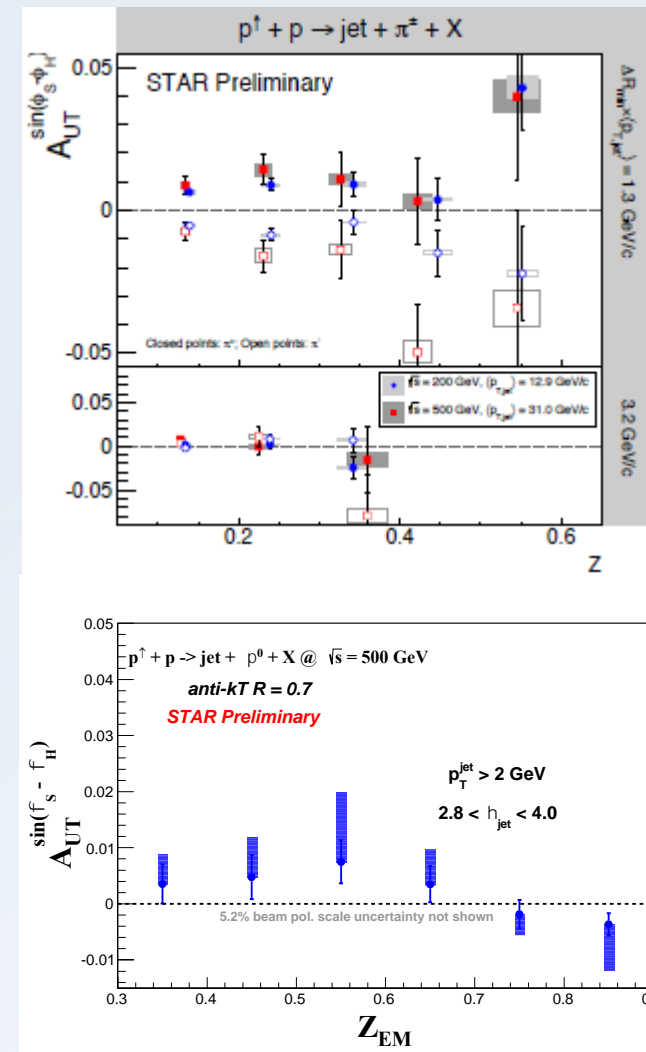 p↑ + p → jet + π± + X
STAR Preliminary
A_UT^sin(ϕ_S-ϕ_H)
0.05
0
-0.05
Closed points: π⁺; Open points: π⁻
ΔR_min×⟨p_T,jet⟩ = 1.3 GeV/c
√s = 200 GeV, ⟨p_T,jet⟩ = 12.9 GeV/c
√s = 500 GeV, ⟨p_T,jet⟩ = 31.0 GeV/c
0.05
0
-0.05
3.2 GeV/c
0.2 0.4 0.6
Z
0.05
p↑ + p -> jet + p⁰ + X @ √s = 500 GeV
anti-kT R = 0.7
STAR Preliminary
A_UT^sin(f_S - f_H)
0.04
0.03
0.02
0.01
0
-0.01
p_T^jet > 2 GeV
2.8 < h_jet < 4.0
5.2% beam pol. scale uncertainty not shown
0.3 0.4 0.5 0.6 0.7 0.8
Z_EM